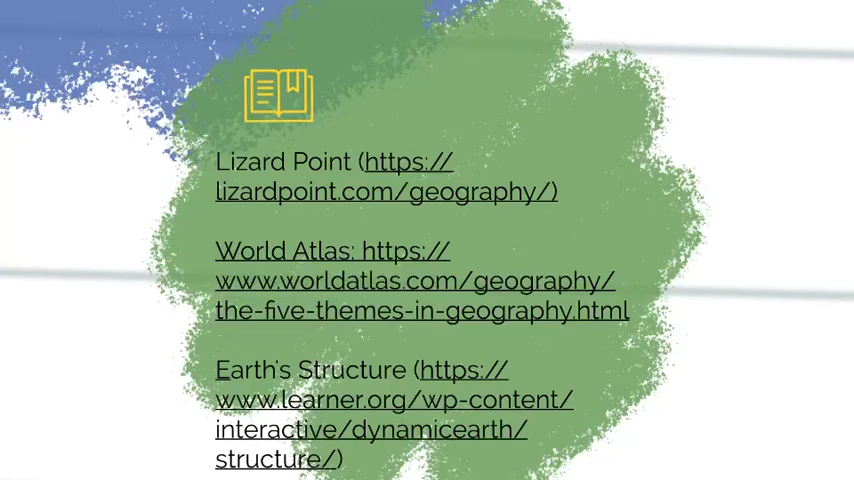 Lizard Point (https://
lizardpoint.com/geography/)
World Atlas: https://
www.worldatlas.com/geography/
the-five-themes-in-geography.html
Earth's Structure (https://
www.learner.org/wp-content/
interactive/dynamicearth/
structure/)